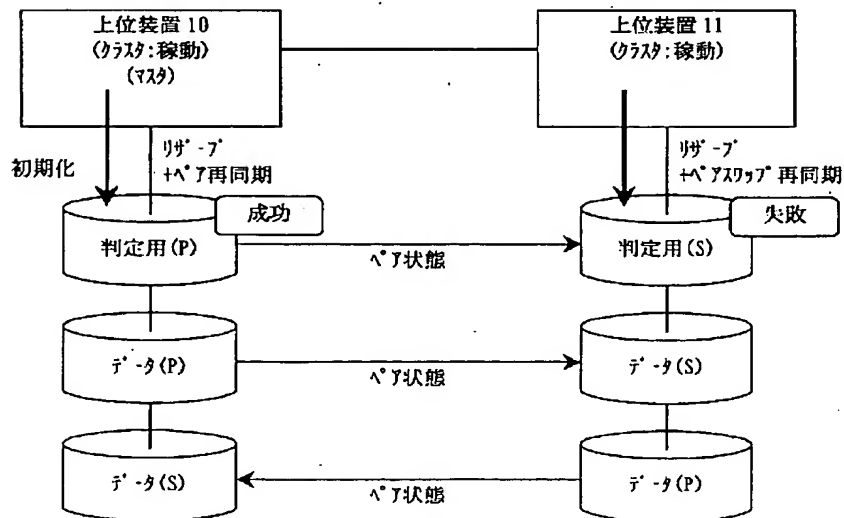 上位装置 10
(ｸﾗｽﾀ:稼動)
(ﾏｽﾀ)
上位装置 11
(ｸﾗｽﾀ:稼動)
初期化
ﾘｻﾞｰﾌﾞ
+ﾍﾟｱ再同期
ﾘｻﾞｰﾌﾞ
+ﾍﾟｱｽﾜｯﾌﾟ再同期
成功
失敗
判定用(P)
ﾍﾟｱ状態
判定用(S)
ﾃﾞｰﾀ(P)
ﾍﾟｱ状態
ﾃﾞｰﾀ(S)
ﾃﾞｰﾀ(S)
ﾍﾟｱ状態
ﾃﾞｰﾀ(P)